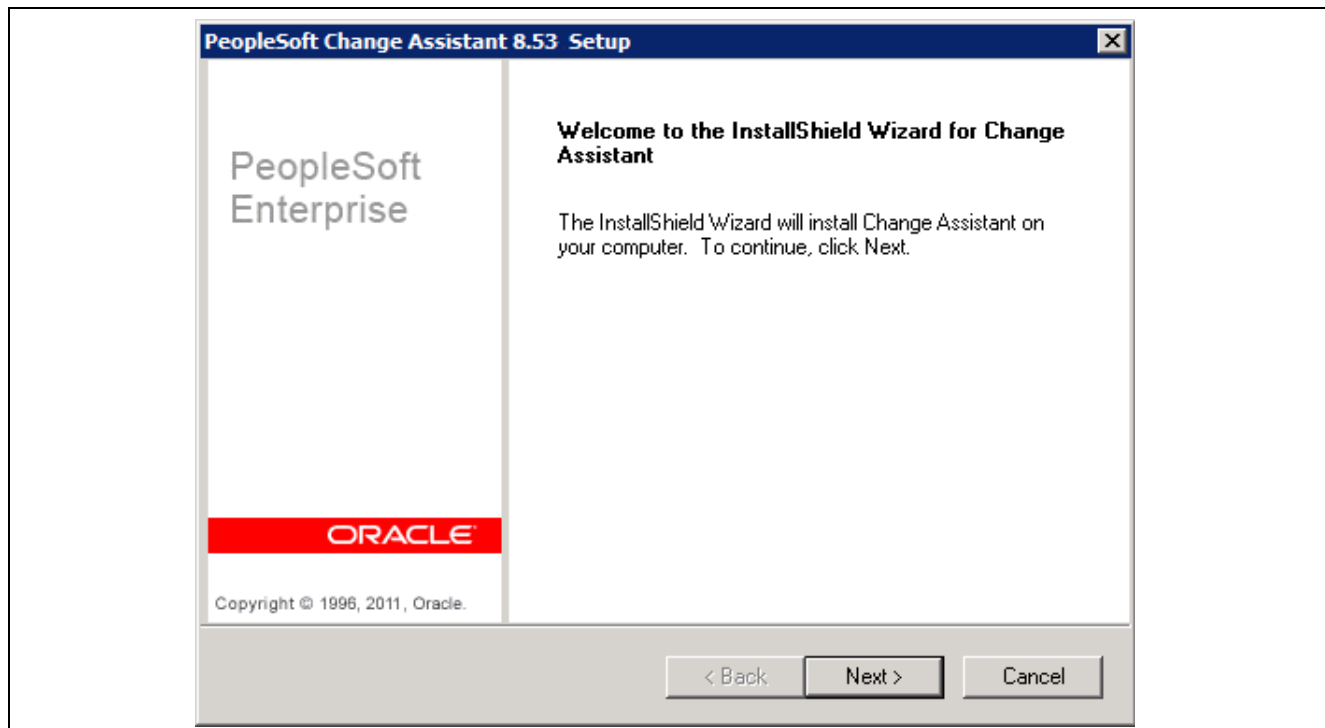 PeopleSoft Change Assistant 8.53 Setup
PeopleSoft
Enterprise
Welcome to the InstallShield Wizard for Change
Assistant
The InstallShield Wizard will install Change Assistant on
your computer. To continue, click Next.
ORACLE
Copyright © 1996, 2011, Oracle.
< Back
Next >
Cancel